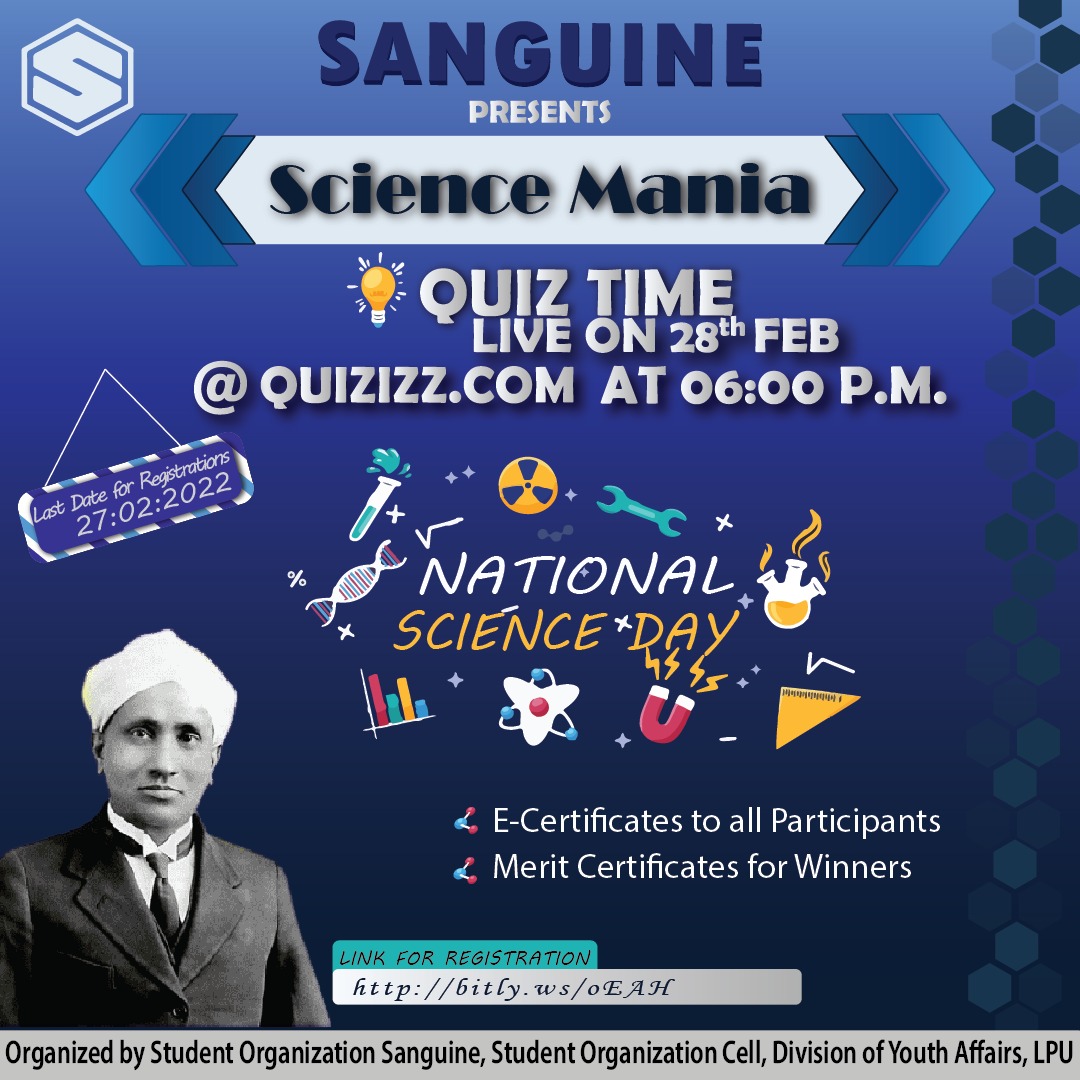 S
SANGUINE
PRESENTS
Science Mania
QUIZ TIME
LIVE ON 28th FEB
@ QUIZIZZ.COM AT 06:00 P.M.
Last Date for Registrations
27:02:2022
%
NATIONAL
SCIENCE DAY
E-Certificates to all Participants
Merit Certificates for Winners
LINK FOR REGISTRATION
http://bitly.ws/oEAH
Organized by Student Organization Sanguine, Student Organization Cell, Division of Youth Affairs, LPU